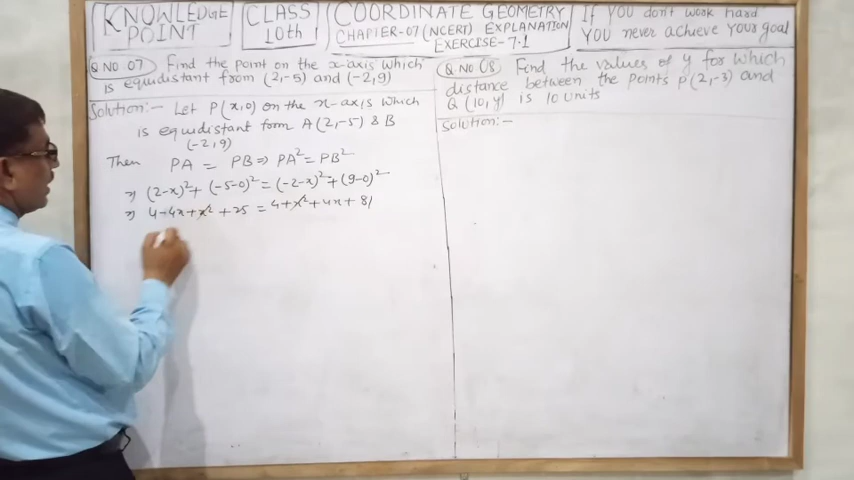 KNOWLEDGE
POINT
CLASS
10th
COORDINATE GEOMETRY
CHAPTER-07 (NCERT) EXPLANATION
EXERCISE-7.1
If YOU don't work hard
YOU never achieve your goal
Q NO 07 Find the point on the x-axis which
is equidistant from (2,-5) and (-2,9)
Solution:- Let P(x,0) on the x-axis which
is equidistant form A(2,-5) & B
(-2,9)
Then PA = PB ⇒ PA² = PB²
⇒ (2-x)² + (-5-0)² = (-2-x)² + (9-0)²
⇒ 4-4x+x² + 25 = 4+x²+4x+81
Q NO 08 Find the values of y for which
distance between the points P(2,-3) and
Q (10,y) is 10 units
Solution:-